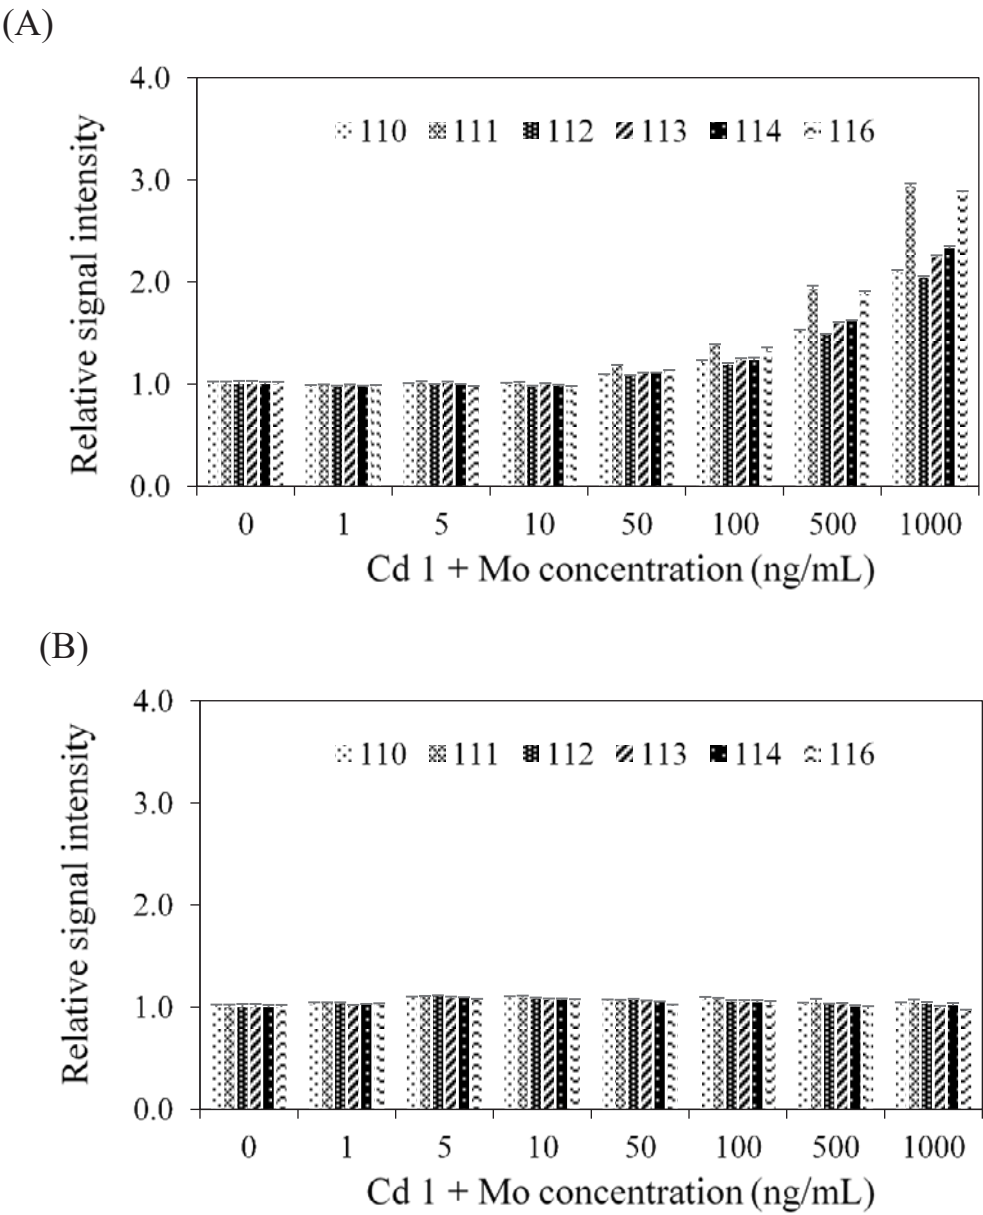 (A)
4.0
110 111 112 113 114 116
3.0
2.0
1.0
0.0
Relative signal intensity
0 1 5 10 50 100 500 1000
Cd 1 + Mo concentration (ng/mL)
(B)
4.0
110 111 112 113 114 116
3.0
2.0
1.0
0.0
Relative signal intensity
0 1 5 10 50 100 500 1000
Cd 1 + Mo concentration (ng/mL)